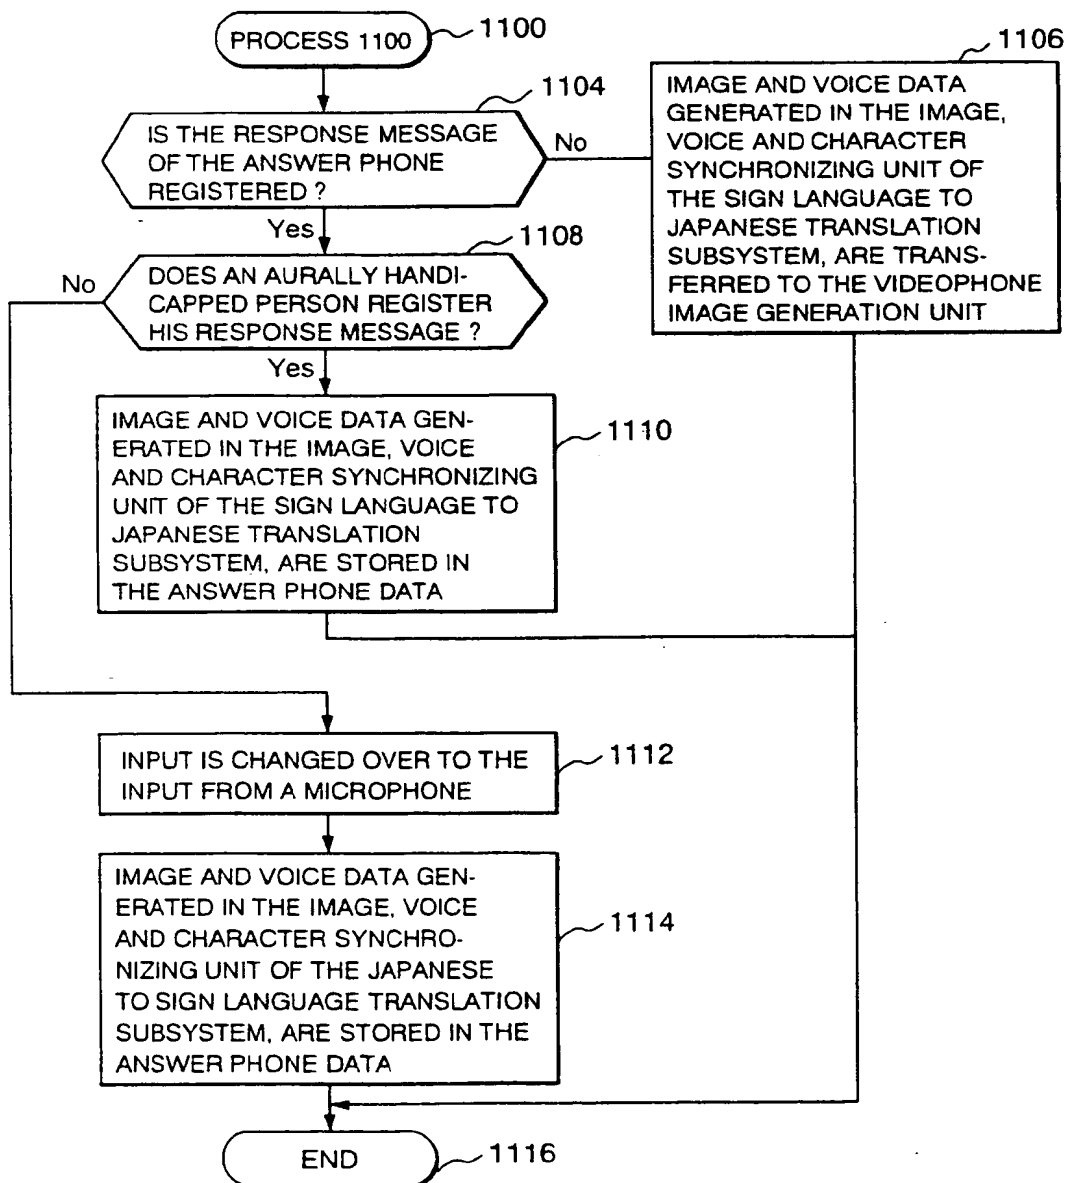 PROCESS 1100
1100
1104
IS THE RESPONSE MESSAGE
OF THE ANSWER PHONE
REGISTERED ?
No
Yes
1106
IMAGE AND VOICE DATA
GENERATED IN THE IMAGE,
VOICE AND CHARACTER
SYNCHRONIZING UNIT OF
THE SIGN LANGUAGE TO
JAPANESE TRANSLATION
SUBSYSTEM, ARE TRANS-
FERRED TO THE VIDEOPHONE
IMAGE GENERATION UNIT
1108
No
DOES AN AURALLY HANDI-
CAPPED PERSON REGISTER
HIS RESPONSE MESSAGE ?
Yes
IMAGE AND VOICE DATA GEN-
ERATED IN THE IMAGE, VOICE
AND CHARACTER SYNCHRONIZING
UNIT OF THE SIGN LANGUAGE TO
JAPANESE TRANSLATION
SUBSYSTEM, ARE STORED IN
THE ANSWER PHONE DATA
1110
INPUT IS CHANGED OVER TO THE
INPUT FROM A MICROPHONE
1112
IMAGE AND VOICE DATA GEN-
ERATED IN THE IMAGE, VOICE
AND CHARACTER SYNCHRO-
NIZING UNIT OF THE JAPANESE
TO SIGN LANGUAGE TRANSLATION
SUBSYSTEM, ARE STORED IN THE
ANSWER PHONE DATA
1114
END
1116